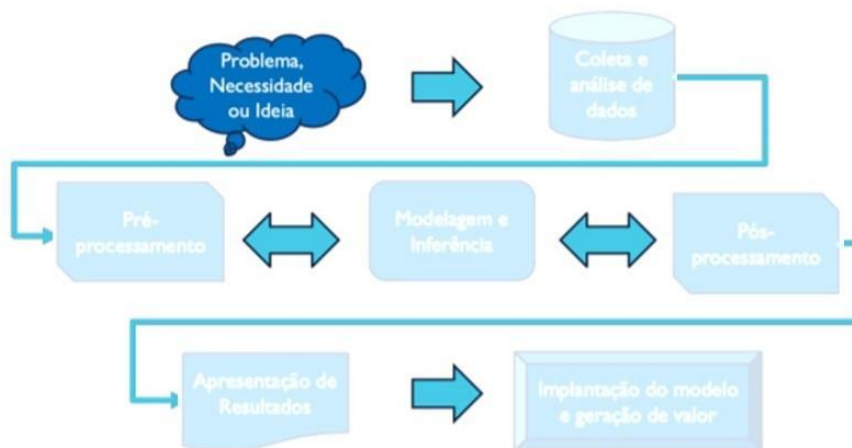 Problema,
Necessidade
ou Ideia
Coleta e
análise de
dados
Pré-
processamento
Modelagem e
Inferência
Pós-
processamento
Apresentação de
Resultados
Implantação do modelo
e geração de valor